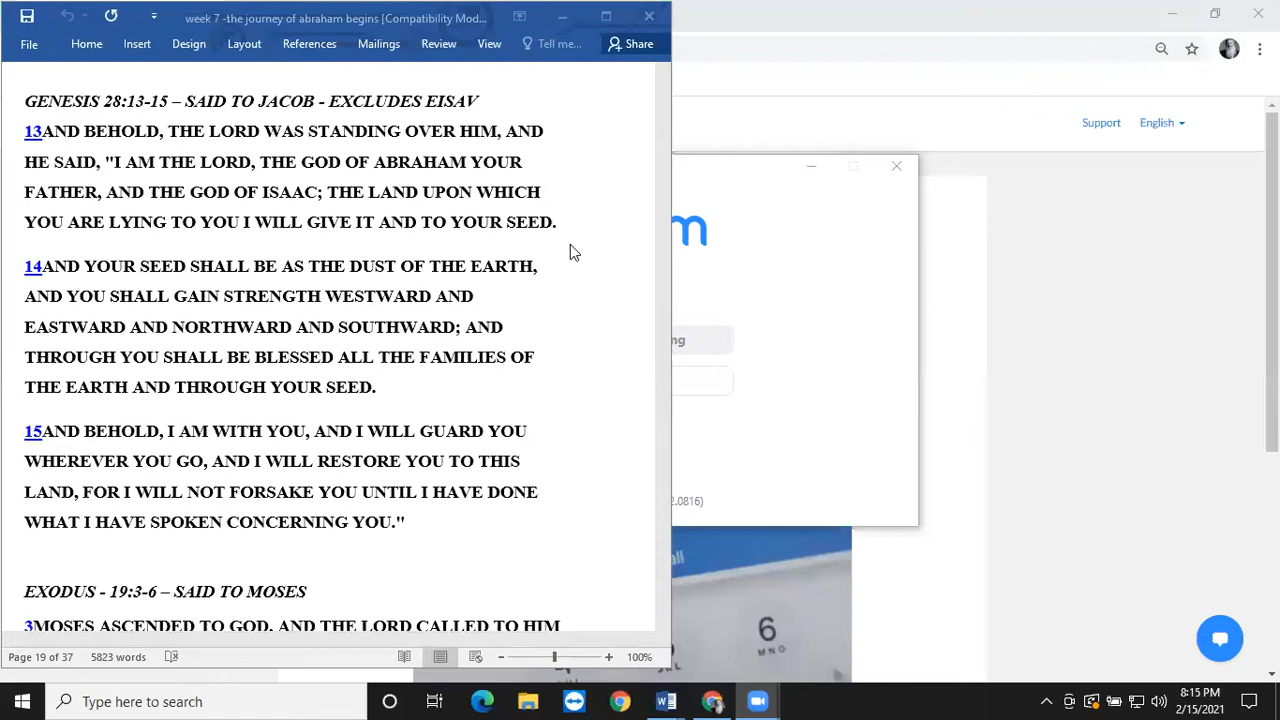 week 7 -the journey of abraham begins [Compatibility Mod...
File Home Insert Design Layout References Mailings Review View Tell me... Share
GENESIS 28:13-15 – SAID TO JACOB - EXCLUDES EISAV
13AND BEHOLD, THE LORD WAS STANDING OVER HIM, AND
HE SAID, "I AM THE LORD, THE GOD OF ABRAHAM YOUR
FATHER, AND THE GOD OF ISAAC; THE LAND UPON WHICH
YOU ARE LYING TO YOU I WILL GIVE IT AND TO YOUR SEED.
14AND YOUR SEED SHALL BE AS THE DUST OF THE EARTH,
AND YOU SHALL GAIN STRENGTH WESTWARD AND
EASTWARD AND NORTHWARD AND SOUTHWARD; AND
THROUGH YOU SHALL BE BLESSED ALL THE FAMILIES OF
THE EARTH AND THROUGH YOUR SEED.
15AND BEHOLD, I AM WITH YOU, AND I WILL GUARD YOU
WHEREVER YOU GO, AND I WILL RESTORE YOU TO THIS
LAND, FOR I WILL NOT FORSAKE YOU UNTIL I HAVE DONE
WHAT I HAVE SPOKEN CONCERNING YOU."
EXODUS - 19:3-6 – SAID TO MOSES
3MOSES ASCENDED TO GOD, AND THE LORD CALLED TO HIM
Page 19 of 37 5823 words 100%
Support English
m
ng
2.0816)
all
6
MNO
Type here to search
8:15 PM
2/15/2021